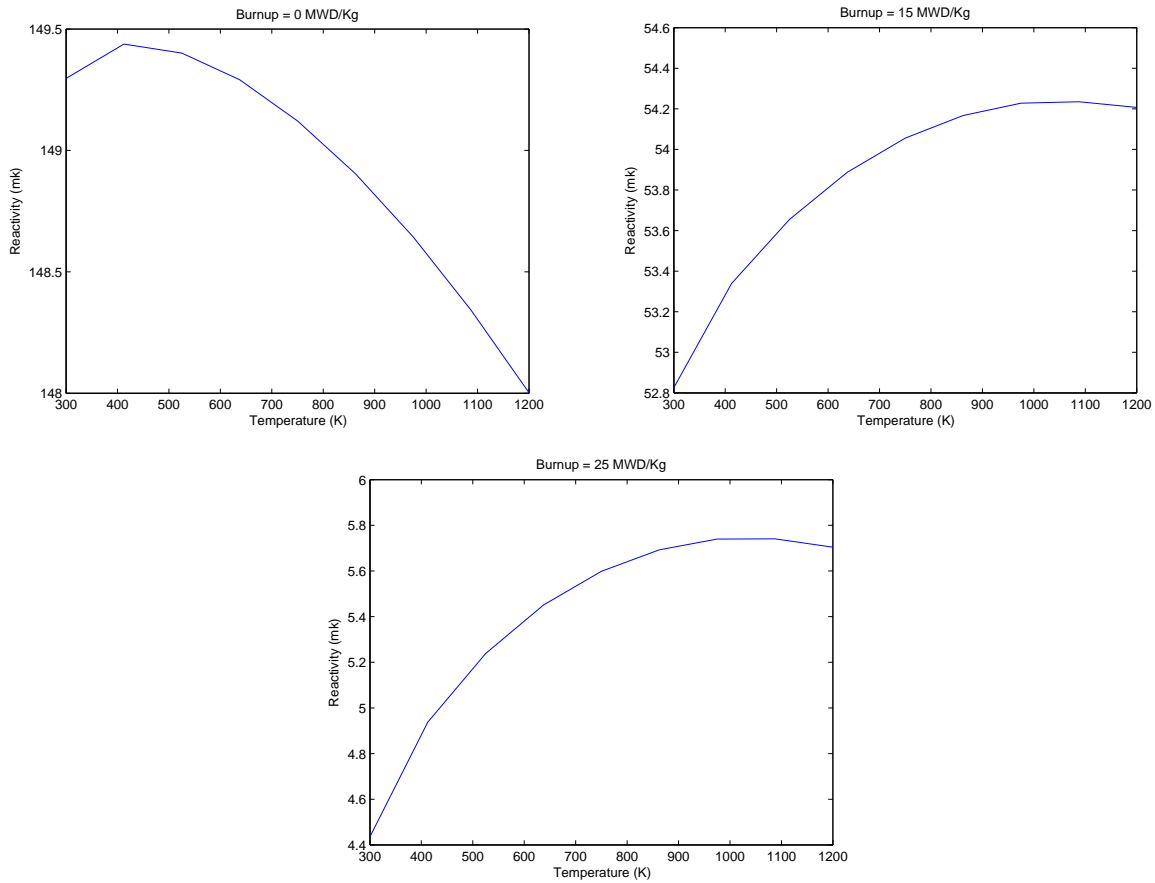 Burnup = 0 MWD/Kg
149.5
149
148.5
148
Reactivity (mk)
300 400 500 600 700 800 900 1000 1100 1200
Temperature (K)
Burnup = 15 MWD/Kg
54.6
54.4
54.2
54
53.8
53.6
53.4
53.2
53
52.8
Reactivity (mk)
300 400 500 600 700 800 900 1000 1100 1200
Temperature (K)
Burnup = 25 MWD/Kg
6
5.8
5.6
5.4
5.2
5
4.8
4.6
4.4
Reactivity (mk)
300 400 500 600 700 800 900 1000 1100 1200
Temperature (K)